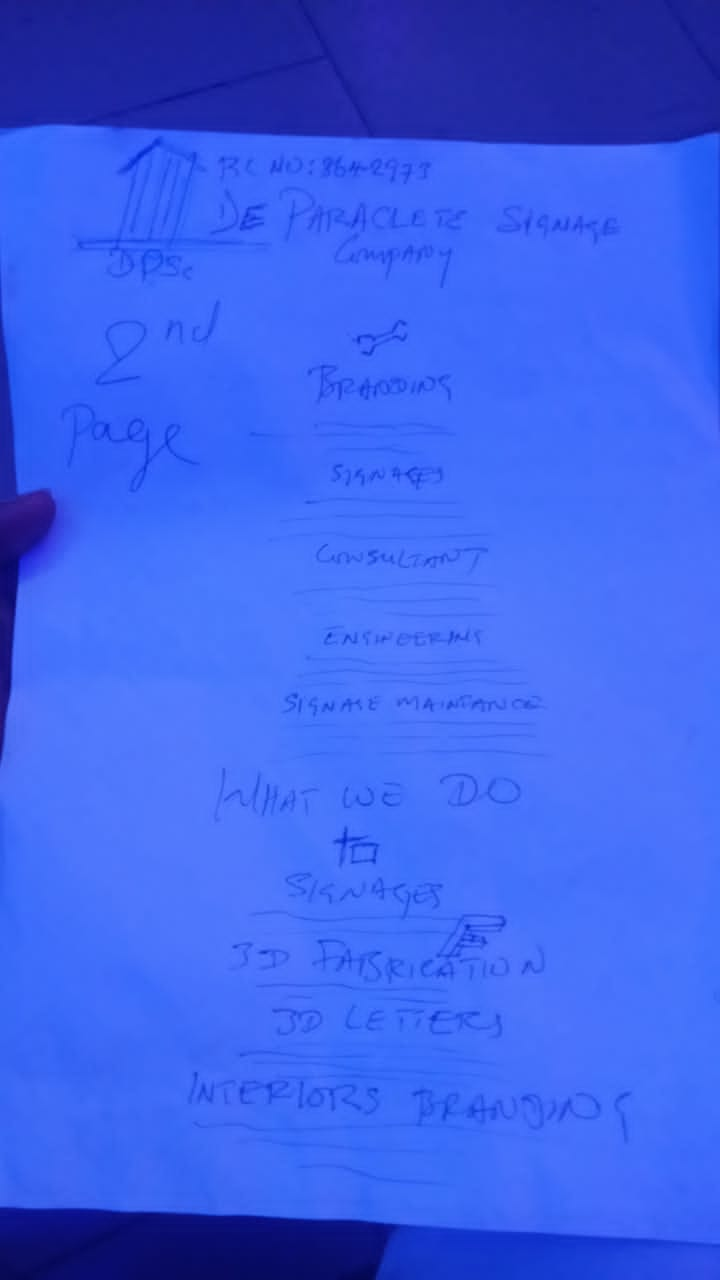 RC NO: 8642973
DE PARACLETE SIGNAGE
Company
DPSc
2nd
Page
BRANDING
SIGNAGES
CONSULTANT
ENGINEERING
SIGNAGE MAINTANCE
WHAT WE DO
SIGNAGES
3D FABRICATION
3D LETTERS
INTERIORS BRANDING